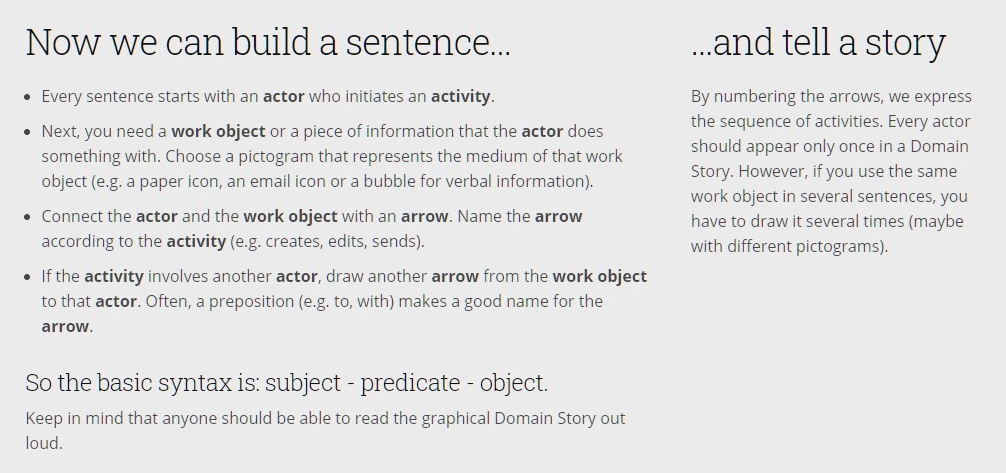 Now we can build a sentence...
• Every sentence starts with an actor who initiates an activity.
• Next, you need a work object or a piece of information that the actor does
something with. Choose a pictogram that represents the medium of that work
object (e.g. a paper icon, an email icon or a bubble for verbal information).
• Connect the actor and the work object with an arrow. Name the arrow
according to the activity (e.g. creates, edits, sends).
• If the activity involves another actor, draw another arrow from the work object
to that actor. Often, a preposition (e.g. to, with) makes a good name for the
arrow.
So the basic syntax is: subject - predicate - object.
Keep in mind that anyone should be able to read the graphical Domain Story out
loud.
...and tell a story
By numbering the arrows, we express
the sequence of activities. Every actor
should appear only once in a Domain
Story. However, if you use the same
work object in several sentences, you
have to draw it several times (maybe
with different pictograms).